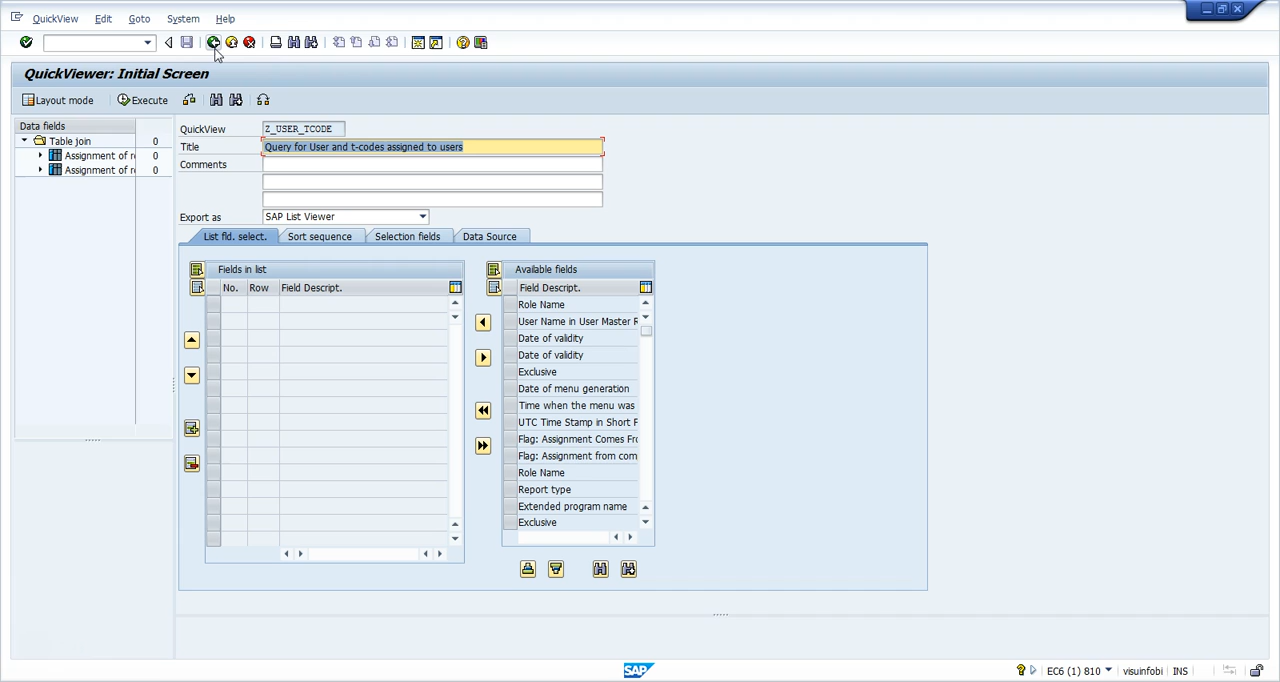 QuickView Edit Goto System Help
QuickViewer: Initial Screen
Layout mode Execute
Data fields
Table join 0
Assignment of r 0
Assignment of r 0
QuickView Z_USER_TCODE
Title Query for User and t-codes assigned to users
Comments
Export as SAP List Viewer
List fld. select. Sort sequence Selection fields Data Source
Fields in list
No. Row Field Descript.
Available fields
Field Descript.
Role Name
User Name in User Master R
Date of validity
Date of validity
Exclusive
Date of menu generation
Time when the menu was
UTC Time Stamp in Short F
Flag: Assignment Comes Fro
Flag: Assignment from com
Role Name
Report type
Extended program name
Exclusive
SAP
EC6 (1) 810 visuinfobi INS